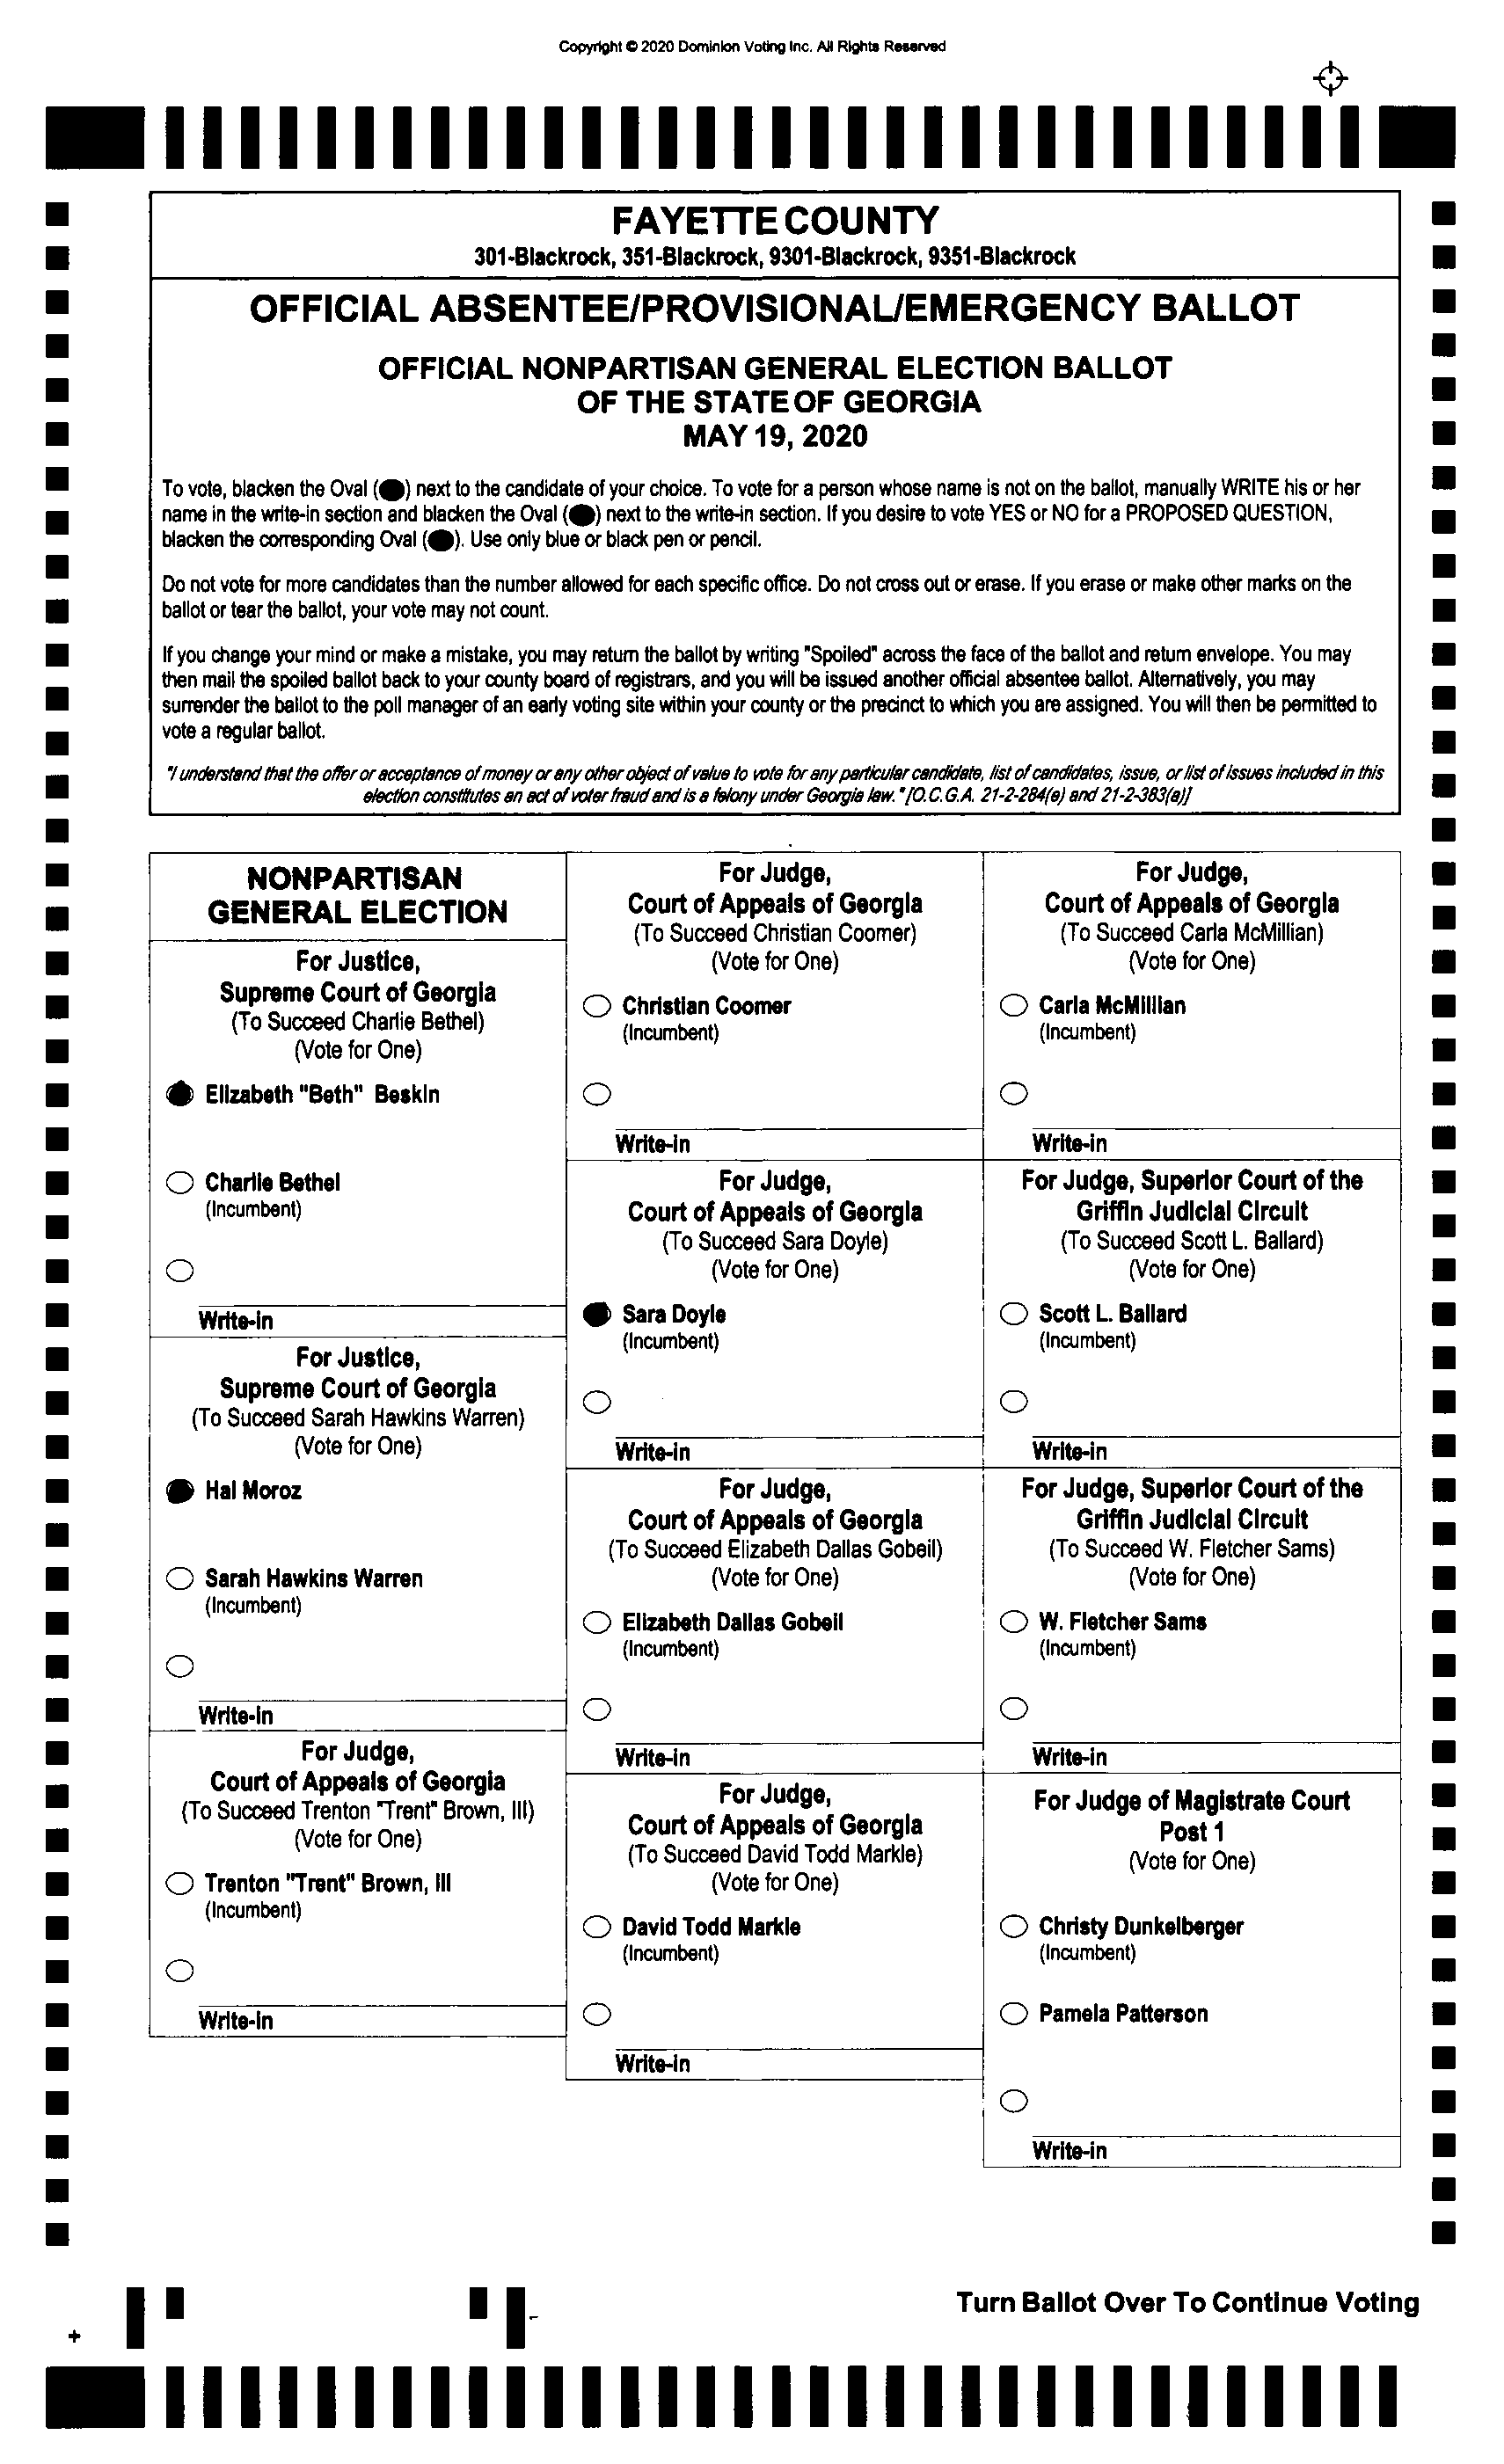 Copyright © 2020 Dominion Voting Inc. All Rights Reserved
FAYETTE COUNTY
301-Blackrock, 351-Blackrock, 9301-Blackrock, 9351-Blackrock
OFFICIAL ABSENTEE/PROVISIONAL/EMERGENCY BALLOT
OFFICIAL NONPARTISAN GENERAL ELECTION BALLOT
OF THE STATE OF GEORGIA
MAY 19, 2020
To vote, blacken the Oval ( ) next to the candidate of your choice. To vote for a person whose name is not on the ballot, manually WRITE his or her
name in the write-in section and blacken the Oval ( ) next to the write-in section. If you desire to vote YES or NO for a PROPOSED QUESTION,
blacken the corresponding Oval ( ). Use only blue or black pen or pencil.
Do not vote for more candidates than the number allowed for each specific office. Do not cross out or erase. If you erase or make other marks on the
ballot or tear the ballot, your vote may not count.
If you change your mind or make a mistake, you may return the ballot by writing "Spoiled" across the face of the ballot and return envelope. You may
then mail the spoiled ballot back to your county board of registrars, and you will be issued another official absentee ballot. Alternatively, you may
surrender the ballot to the poll manager of an early voting site within your county or the precinct to which you are assigned. You will then be permitted to
vote a regular ballot.
"I understand that the offer or acceptance of money or any other object of value to vote for any particular candidate, list of candidates, issue, or list of issues included in this
election constitutes an act of voter fraud and is a felony under Georgia law." [O.C.G.A. 21-2-284(e) and 21-2-383(a)]
NONPARTISAN
GENERAL ELECTION
For Justice,
Supreme Court of Georgia
(To Succeed Charlie Bethel)
(Vote for One)
Elizabeth "Beth" Beskin
Charlie Bethel
(Incumbent)
Write-in
For Justice,
Supreme Court of Georgia
(To Succeed Sarah Hawkins Warren)
(Vote for One)
Hal Moroz
Sarah Hawkins Warren
(Incumbent)
Write-in
For Judge,
Court of Appeals of Georgia
(To Succeed Trenton "Trent" Brown, III)
(Vote for One)
Trenton "Trent" Brown, III
(Incumbent)
Write-in
For Judge,
Court of Appeals of Georgia
(To Succeed Christian Coomer)
(Vote for One)
Christian Coomer
(Incumbent)
Write-in
For Judge,
Court of Appeals of Georgia
(To Succeed Sara Doyle)
(Vote for One)
Sara Doyle
(Incumbent)
Write-in
For Judge,
Court of Appeals of Georgia
(To Succeed Elizabeth Dallas Gobeil)
(Vote for One)
Elizabeth Dallas Gobeil
(Incumbent)
Write-in
For Judge,
Court of Appeals of Georgia
(To Succeed David Todd Markle)
(Vote for One)
David Todd Markle
(Incumbent)
Write-in
For Judge,
Court of Appeals of Georgia
(To Succeed Carla McMillian)
(Vote for One)
Carla McMillian
(Incumbent)
Write-in
For Judge, Superior Court of the
Griffin Judicial Circuit
(To Succeed Scott L. Ballard)
(Vote for One)
Scott L. Ballard
(Incumbent)
Write-in
For Judge, Superior Court of the
Griffin Judicial Circuit
(To Succeed W. Fletcher Sams)
(Vote for One)
W. Fletcher Sams
(Incumbent)
Write-in
For Judge of Magistrate Court
Post 1
(Vote for One)
Christy Dunkelberger
(Incumbent)
Pamela Patterson
Write-in
Turn Ballot Over To Continue Voting